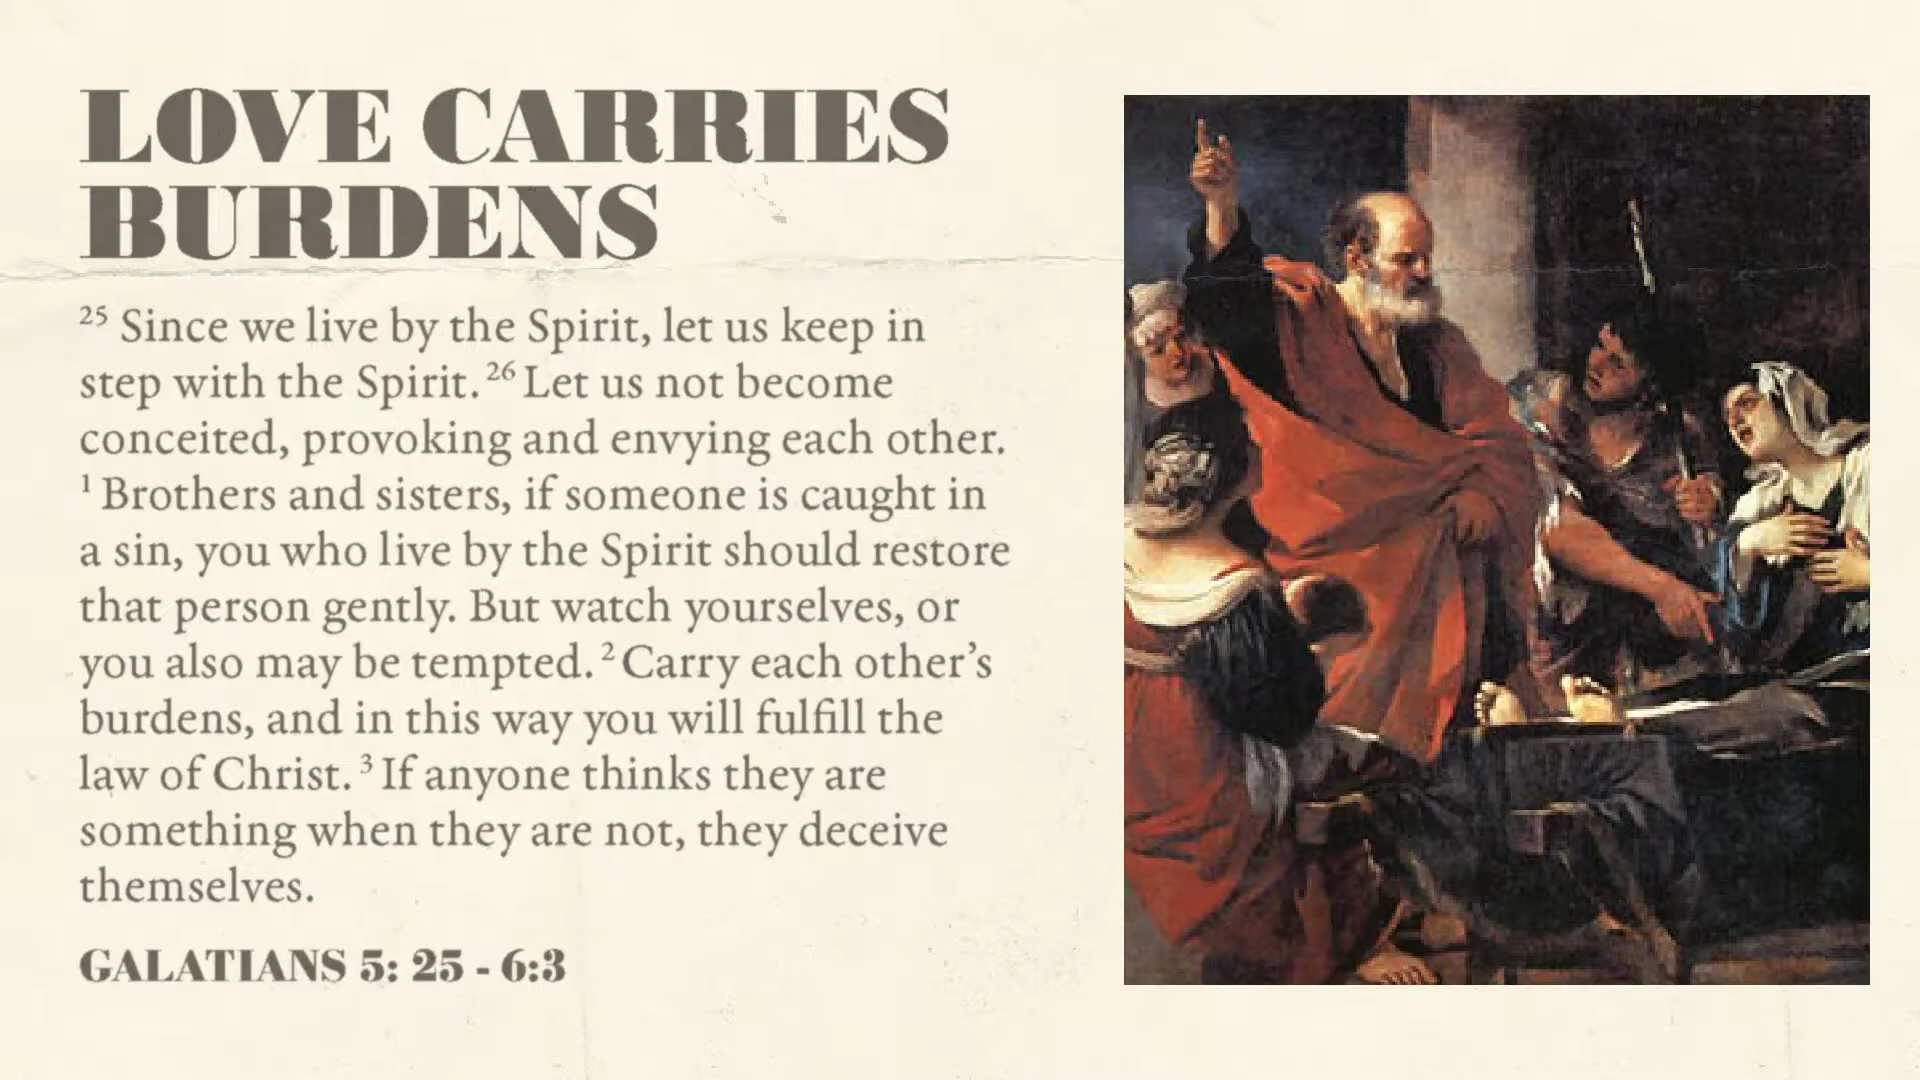 LOVE CARRIES
BURDENS
25 Since we live by the Spirit, let us keep in
step with the Spirit. 26 Let us not become
conceited, provoking and envying each other.
1 Brothers and sisters, if someone is caught in
a sin, you who live by the Spirit should restore
that person gently. But watch yourselves, or
you also may be tempted. 2 Carry each other’s
burdens, and in this way you will fulfill the
law of Christ. 3 If anyone thinks they are
something when they are not, they deceive
themselves.
GALATIANS 5: 25 - 6:3